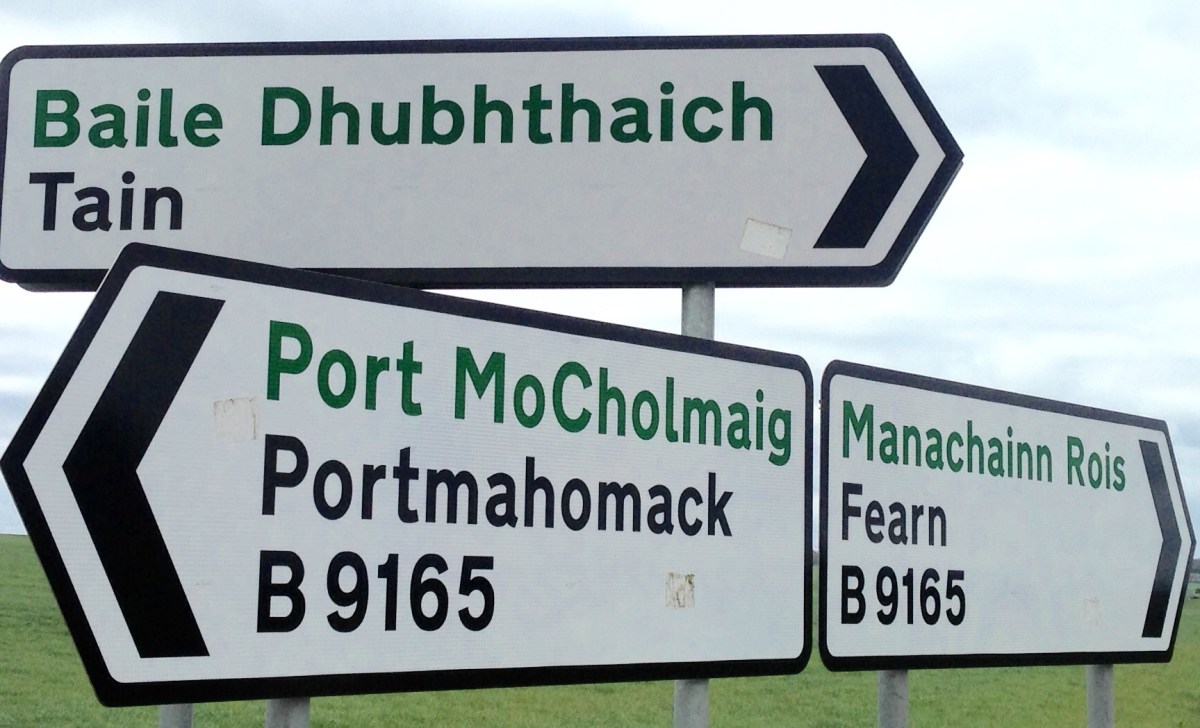 Baile Dhubhthaich
Tain
Port MoCholmaig
Portmahomack
B 9165
Manachainn Rois
Fearn
B 9165